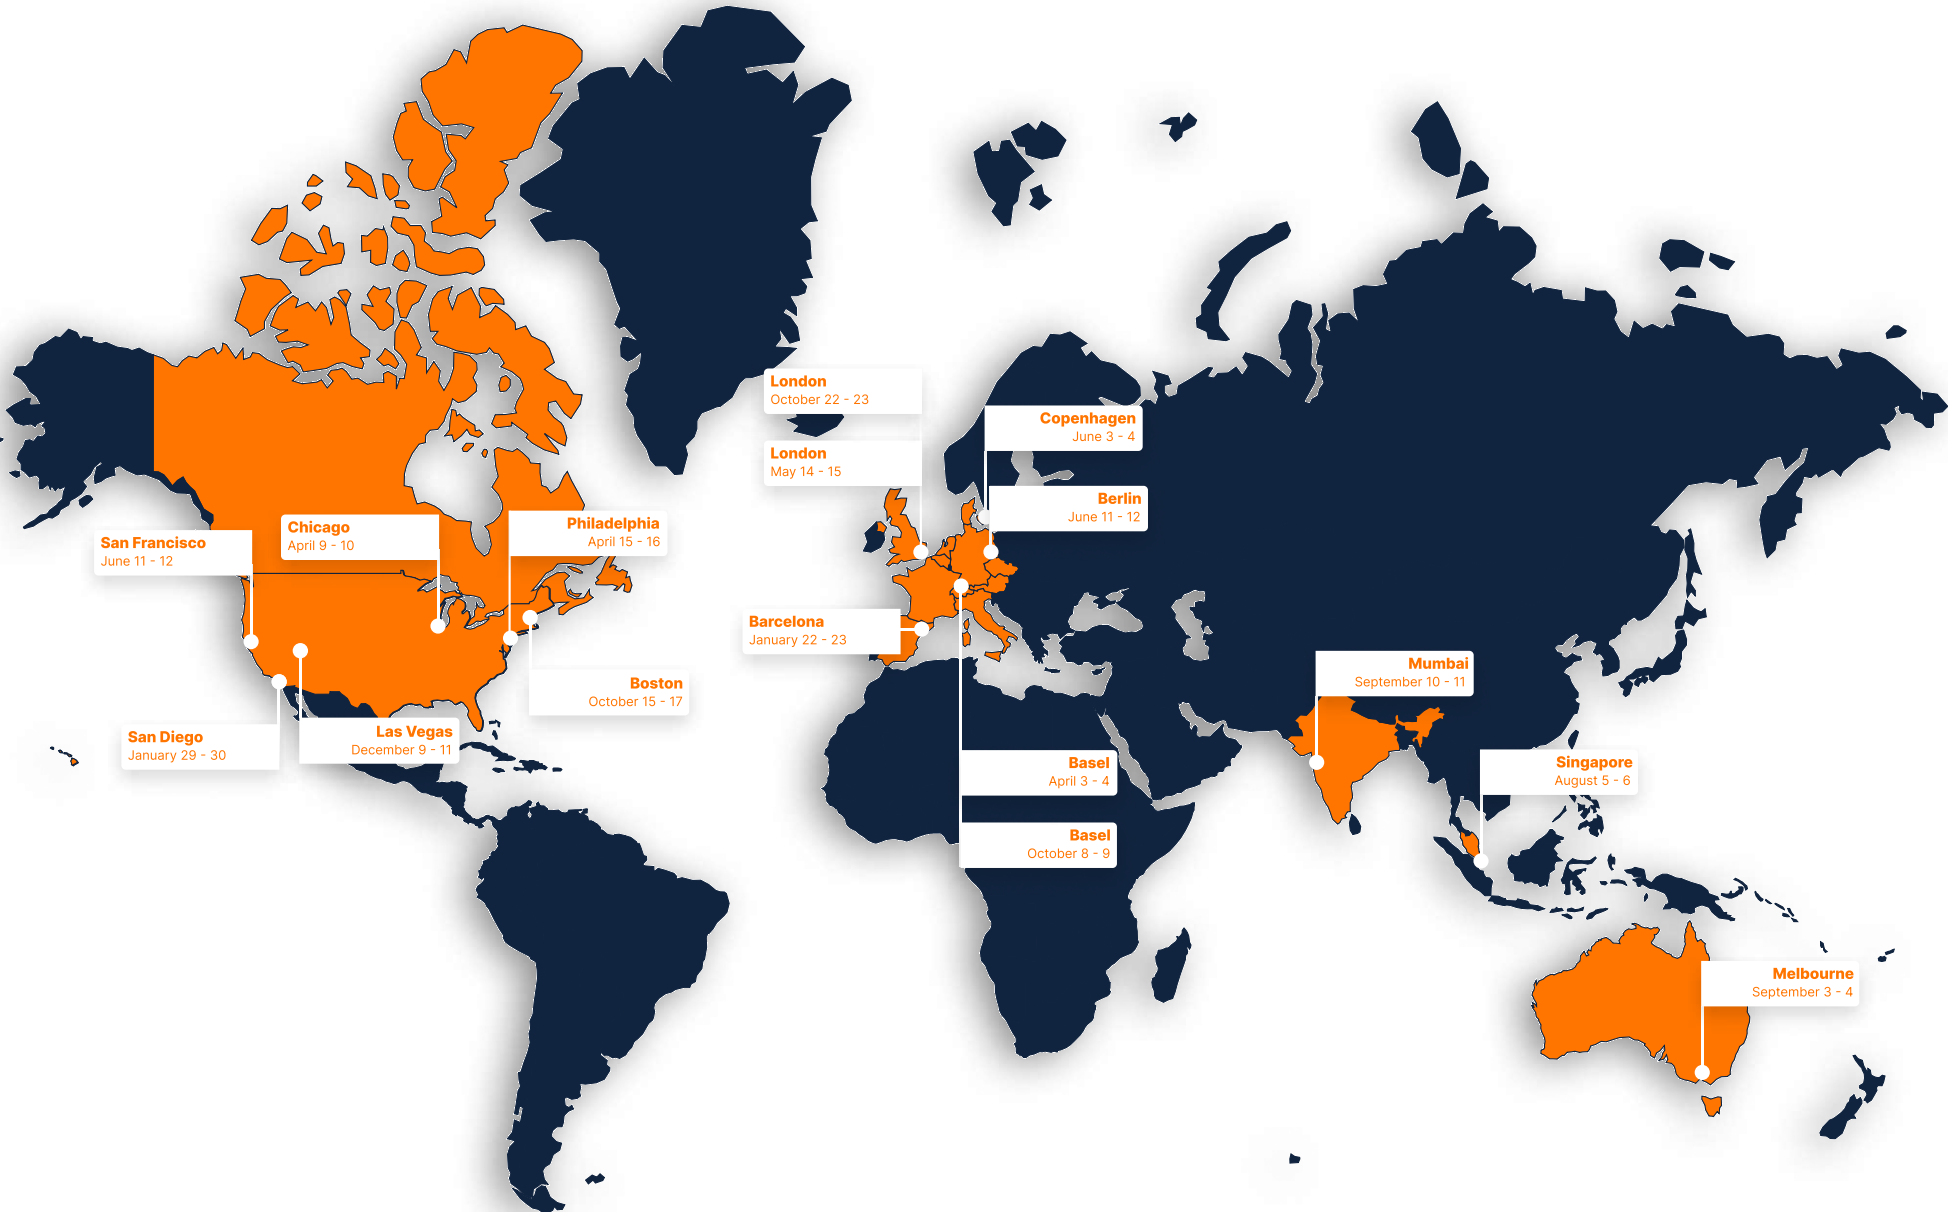 London
October 22 - 23
Copenhagen
June 3 - 4
London
May 14 - 15
Berlin
June 11 - 12
Philadelphia
April 15 - 16
Chicago
April 9 - 10
San Francisco
June 11 - 12
Barcelona
January 22 - 23
Mumbai
September 10 - 11
Boston
October 15 - 17
Las Vegas
December 9 - 11
San Diego
January 29 - 30
Basel
April 3 - 4
Singapore
August 5 - 6
Basel
October 8 - 9
Melbourne
September 3 - 4